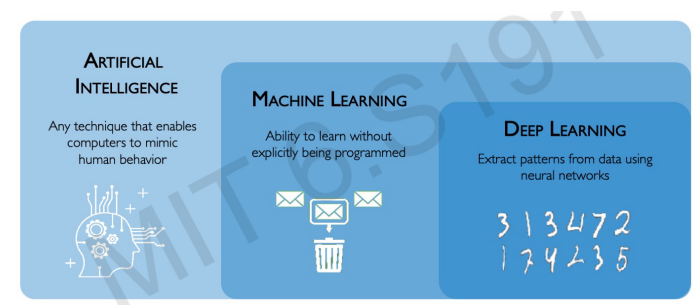 ARTIFICIAL
INTELLIGENCE
Any technique that enables
computers to mimic
human behavior
MACHINE LEARNING
Ability to learn without
explicitly being programmed
DEEP LEARNING
Extract patterns from data using
neural networks
3 1 3 4 7 2
1 7 4 2 3 5
MIT 6.S191